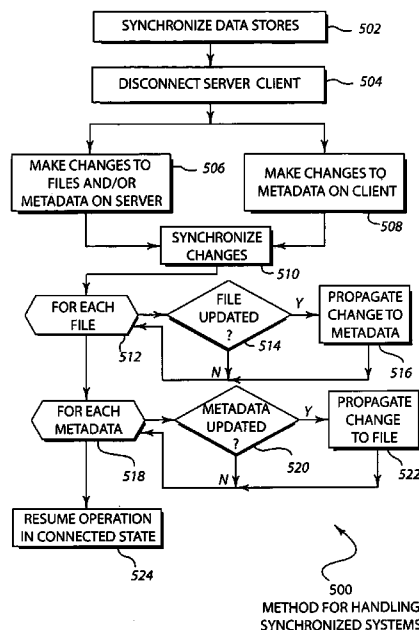 SYNCHRONIZE DATA STORES
502
DISCONNECT SERVER CLIENT
504
MAKE CHANGES TO
FILES AND/OR
METADATA ON SERVER
506
MAKE CHANGES TO
METADATA ON CLIENT
508
SYNCHRONIZE
CHANGES
510
FOR EACH
FILE
512
FILE
UPDATED
?
514
Y
N
PROPAGATE
CHANGE TO
METADATA
516
FOR EACH
METADATA
518
METADATA
UPDATED
?
520
Y
N
PROPAGATE
CHANGE
TO FILE
522
RESUME OPERATION
IN CONNECTED STATE
524
500
METHOD FOR HANDLING
SYNCHRONIZED SYSTEMS